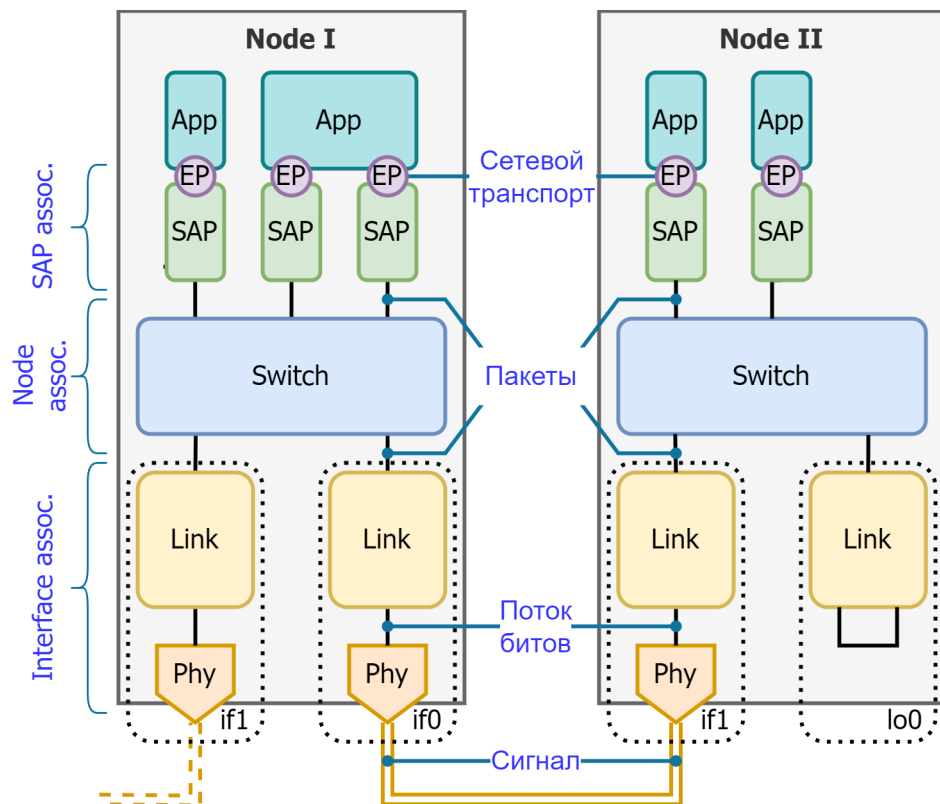 Node I
Node II
App
App
App
App
Сетевой
транспорт
EP
EP
EP
EP
EP
SAP assoc.
SAP
SAP
SAP
SAP
SAP
Node
assoc.
Switch
Пакеты
Switch
Interface assoc.
Link
Link
Link
Link
Поток
битов
Phy
Phy
Phy
if1
if0
if1
lo0
Сигнал